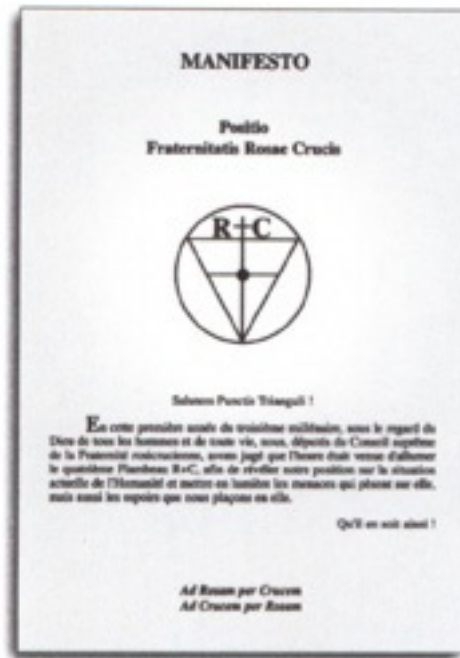 MANIFESTO
Positio
Fraternitatis Rosae Crucis
R C
Salutem Punctis Trianguli !
En cette première année du troisième millénaire, sous le regard du
Dieu de tous les hommes et de toute vie, nous, députés du Conseil suprême
de la Fraternité rosicrucienne, avons jugé que l'heure était venue d'allumer
le quatrième Flambeau R+C, afin de révéler notre position sur la situation
actuelle de l'Humanité et mettre en lumière les menaces qui pèsent sur elle,
mais aussi les espoirs que nous plaçons en elle.
Qu'il en soit ainsi !
Ad Rosam per Crucem
Ad Crucem per Rosam